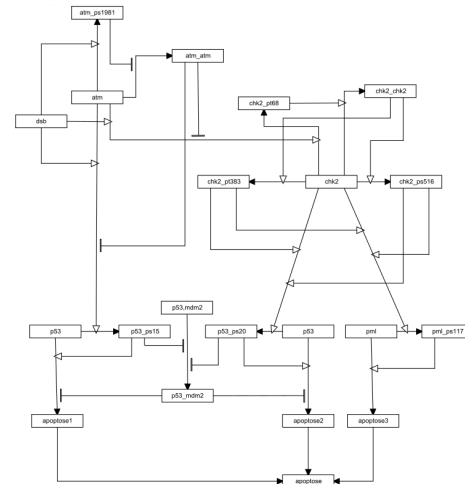 atm_ps1981
atm_atm
atm
chk2_chk2
chk2_pt68
dsb
chk2_pt383
chk2
chk2_ps516
p53,mdm2
p53
p53_ps15
p53_ps20
p53
pml
pml_ps117
p53_mdm2
apoptose1
apoptose2
apoptose3
apoptose